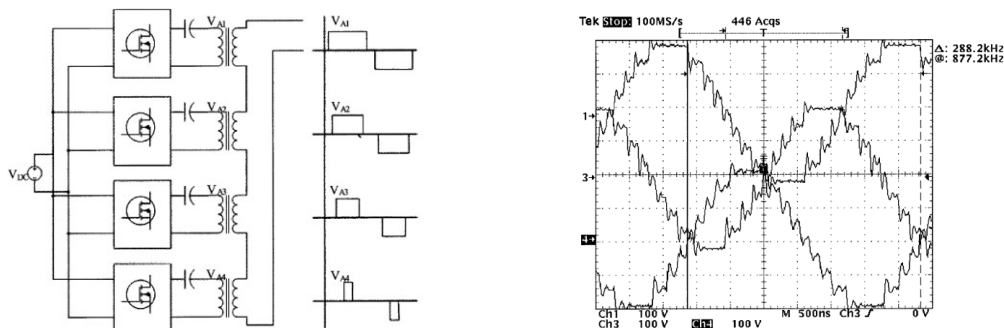 V_A1
V_A2
V_DC
V_A3
V_A4
V_A1
V_A2
V_A3
V_A4
Tek Stop: 100MS/s 446 Acqs
T
Δ: 288.2kHz
@: 877.2kHz
1
3
4
Ch1 100 V M 500ns Ch3 0 V
Ch3 100 V Ch4 100 V